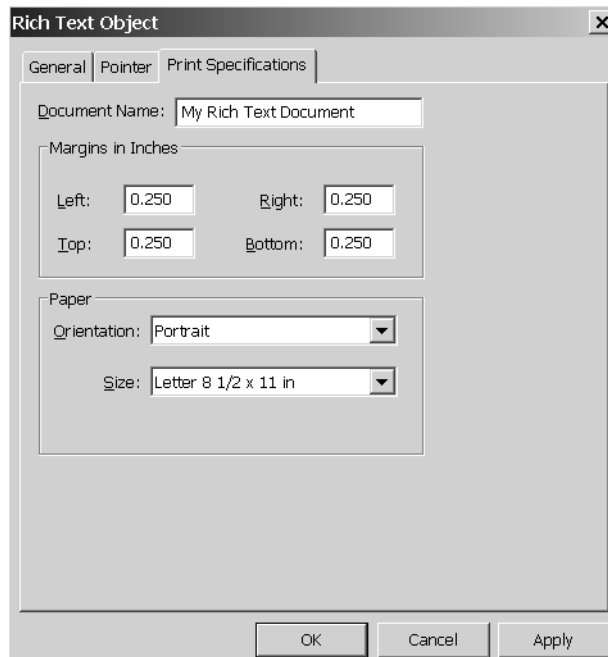 Rich Text Object
General Pointer Print Specifications
Document Name: My Rich Text Document
Margins in Inches
Left: 0.250 Right: 0.250
Top: 0.250 Bottom: 0.250
Paper
Orientation: Portrait
Size: Letter 8 1/2 x 11 in
OK Cancel Apply